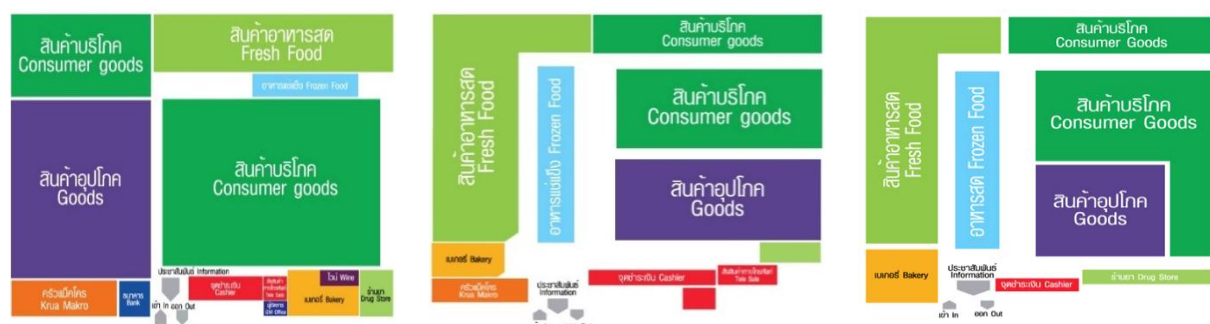 สินค้าบริโภค
Consumer goods
สินค้าอาหารสด
Fresh Food
อาหารแช่แข็ง Frozen Food
สินค้าอุปโภค
Goods
สินค้าบริโภค
Consumer goods
ประชาสัมพันธ์ Information
เข้า In ออก Out
ครัวแม็คโคร
Krua Makro
ธนาคาร
Bank
จุดชำระเงิน
Cashier
Tele Sale
ไวน์ Wine
เบเกอรี่ Bakery
ร้านยา
Drug Store
สินค้าอาหารสด
Fresh Food
สินค้าบริโภค
Consumer goods
อาหารแช่แข็ง Frozen Food
สินค้าบริโภค
Consumer goods
สินค้าอุปโภค
Goods
เบเกอรี่ Bakery
ครัวแม็คโคร
Krua Makro
ประชาสัมพันธ์
Information
จุดชำระเงิน Cashier
Tele Sale
สินค้าอาหารสด
Fresh Food
สินค้าบริโภค
Consumer Goods
อาหารสด Frozen Food
สินค้าบริโภค
Consumer Goods
สินค้าอุปโภค
Goods
เบเกอรี่ Bakery
ประชาสัมพันธ์
Information
เข้า In ออก Out
จุดชำระเงิน Cashier
ร้านยา Drug Store